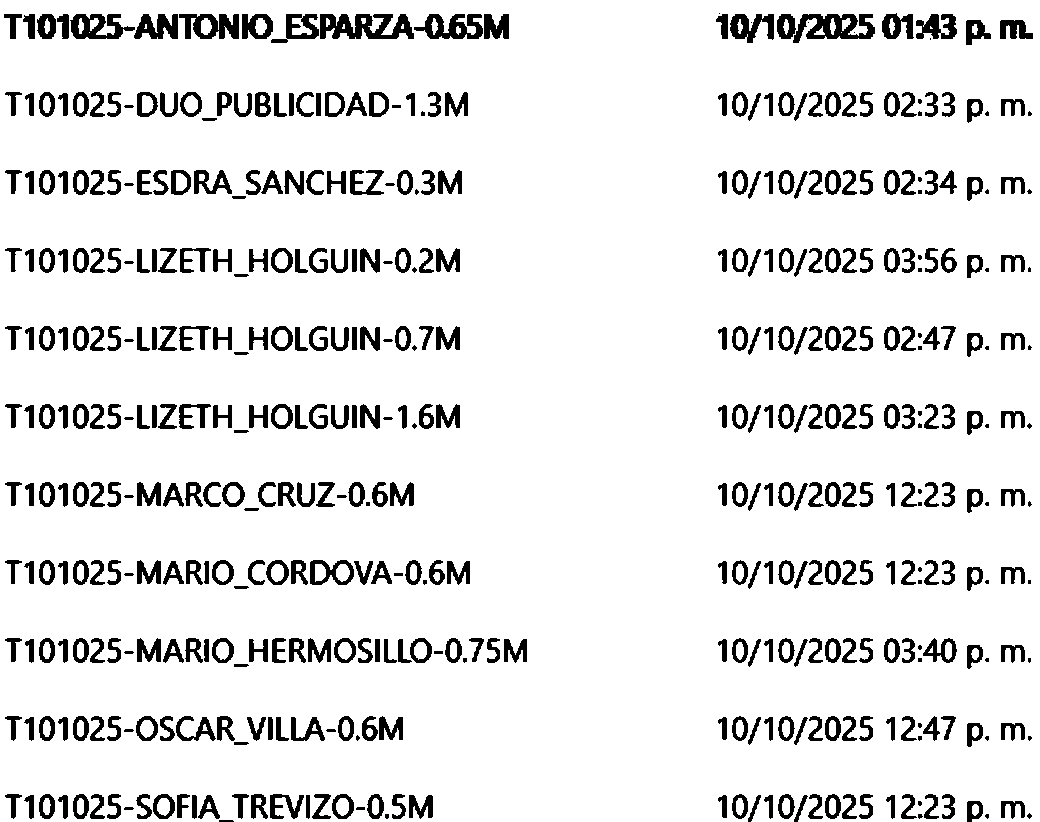 T101025-ANTONIO_ESPARZA-0.65M 10/10/2025 01:43 p. m.
T101025-DUO_PUBLICIDAD-1.3M 10/10/2025 02:33 p. m.
T101025-ESDRA_SANCHEZ-0.3M 10/10/2025 02:34 p. m.
T101025-LIZETH_HOLGUIN-0.2M 10/10/2025 03:56 p. m.
T101025-LIZETH_HOLGUIN-0.7M 10/10/2025 02:47 p. m.
T101025-LIZETH_HOLGUIN-1.6M 10/10/2025 03:23 p. m.
T101025-MARCO_CRUZ-0.6M 10/10/2025 12:23 p. m.
T101025-MARIO_CORDOVA-0.6M 10/10/2025 12:23 p. m.
T101025-MARIO_HERMOSILLO-0.75M 10/10/2025 03:40 p. m.
T101025-OSCAR_VILLA-0.6M 10/10/2025 12:47 p. m.
T101025-SOFIA_TREVIZO-0.5M 10/10/2025 12:23 p. m.